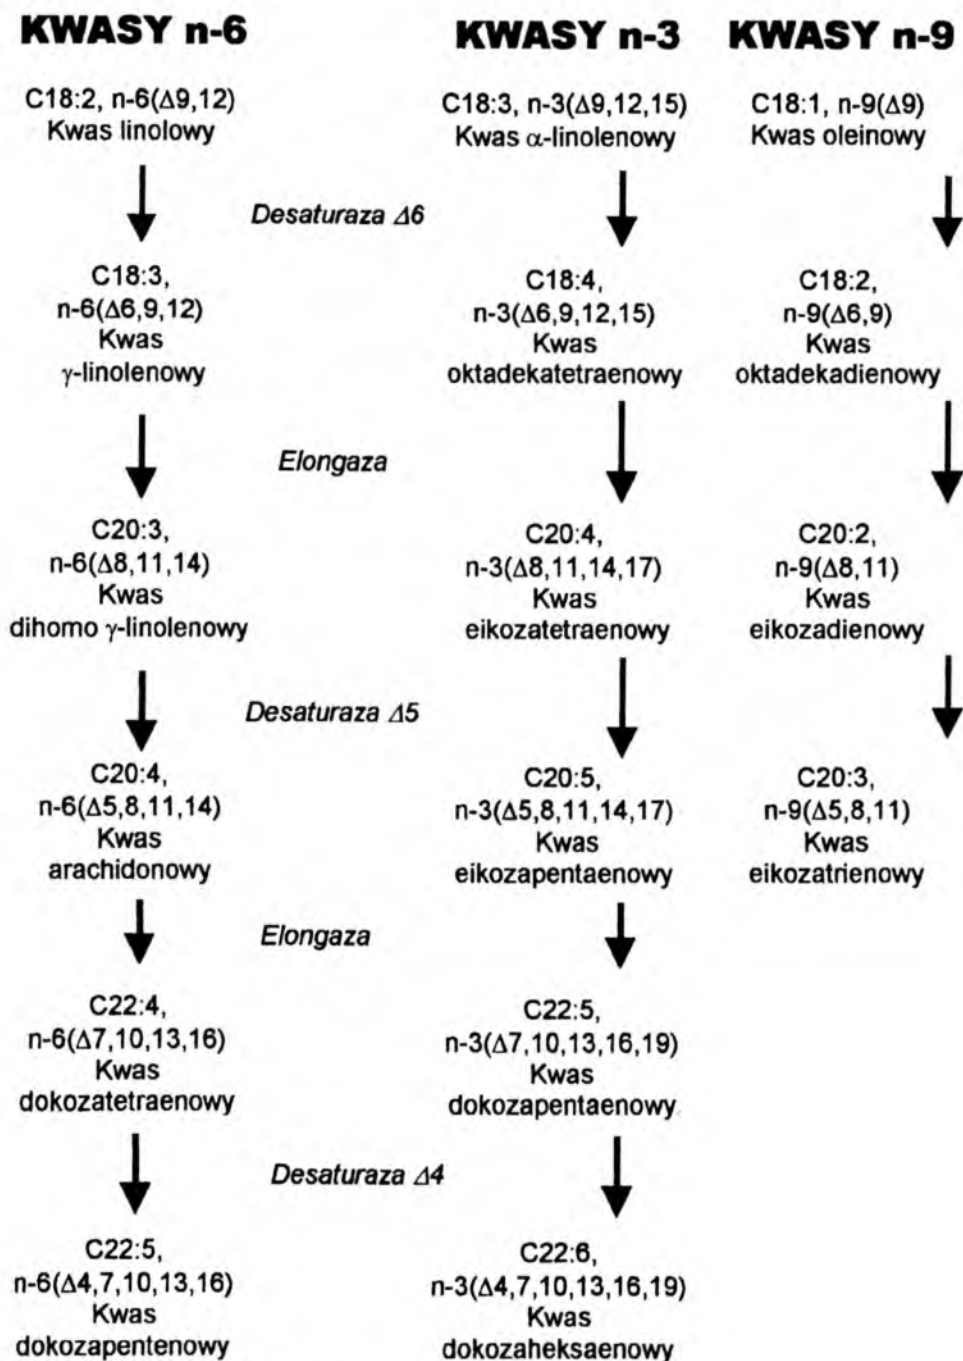 KWASY n-6
KWASY n-3
KWASY n-9
C18:2, n-6(Δ9,12)
Kwas linolowy
C18:3, n-3(Δ9,12,15)
Kwas α-linolenowy
C18:1, n-9(Δ9)
Kwas oleinowy
Desaturaza Δ6
C18:3,
n-6(Δ6,9,12)
Kwas
γ-linolenowy
C18:4,
n-3(Δ6,9,12,15)
Kwas
oktadekatetraenowy
C18:2,
n-9(Δ6,9)
Kwas
oktadekadienowy
Elongaza
C20:3,
n-6(Δ8,11,14)
Kwas
dihomo γ-linolenowy
C20:4,
n-3(Δ8,11,14,17)
Kwas
eikozatetraenowy
C20:2,
n-9(Δ8,11)
Kwas
eikozadienowy
Desaturaza Δ5
C20:4,
n-6(Δ5,8,11,14)
Kwas
arachidonowy
C20:5,
n-3(Δ5,8,11,14,17)
Kwas
eikozapentaenowy
C20:3,
n-9(Δ5,8,11)
Kwas
eikozatrienowy
Elongaza
C22:4,
n-6(Δ7,10,13,16)
Kwas
dokozatetraenowy
C22:5,
n-3(Δ7,10,13,16,19)
Kwas
dokozapentaenowy
Desaturaza Δ4
C22:5,
n-6(Δ4,7,10,13,16)
Kwas
dokozapentenowy
C22:6,
n-3(Δ4,7,10,13,16,19)
Kwas
dokozaheksaenowy